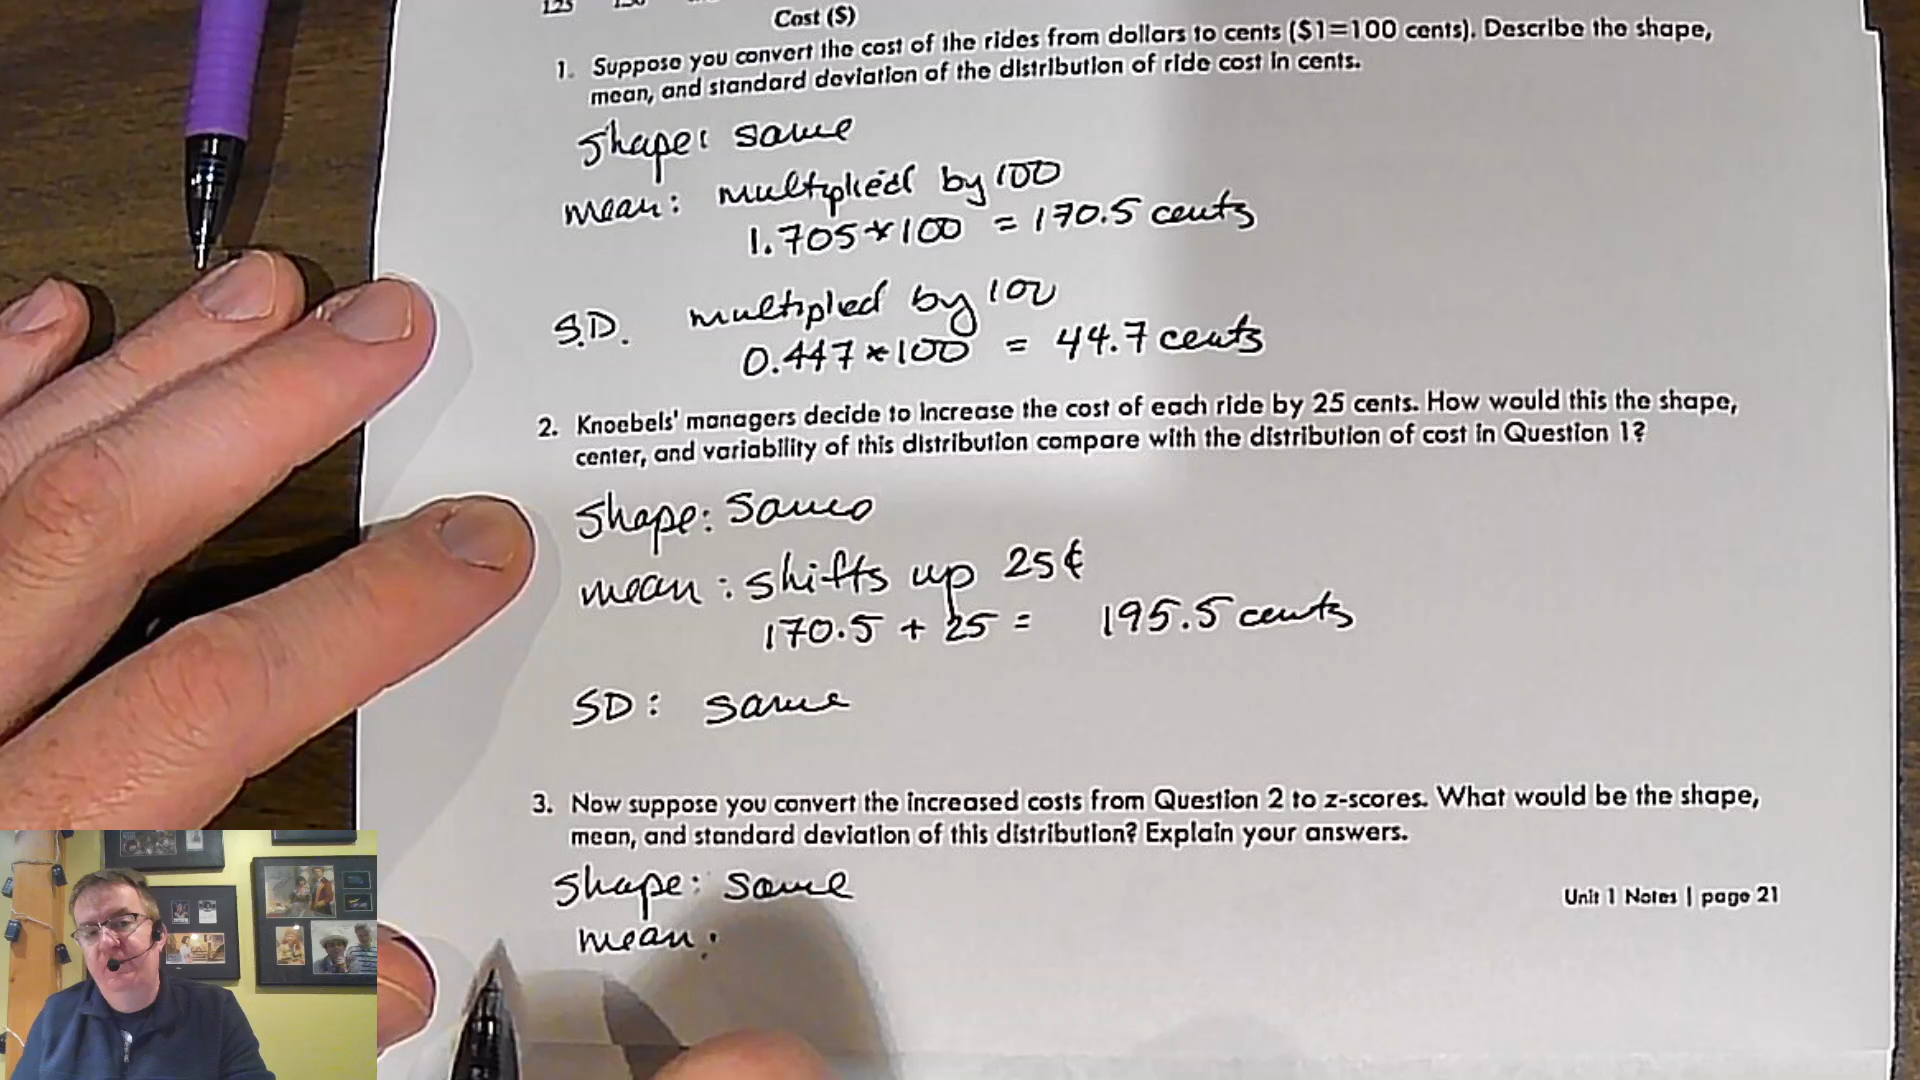 125
Cost ($)
1. Suppose you convert the cost of the rides from dollars to cents ($1=100 cents). Describe the shape,
mean, and standard deviation of the distribution of ride cost in cents.
Shape: same
mean: multiplied by 100
1.705*100 = 170.5 cents
S.D. multiplied by 100
0.447*100 = 44.7 cents
2. Knoebels' managers decide to increase the cost of each ride by 25 cents. How would this the shape,
center, and variability of this distribution compare with the distribution of cost in Question 1?
Shape: Same
mean: shifts up 25¢
170.5 + 25 = 195.5 cents
SD: same
3. Now suppose you convert the increased costs from Question 2 to z-scores. What would be the shape,
mean, and standard deviation of this distribution? Explain your answers.
Shape: Same
Unit 1 Notes | page 21
mean: